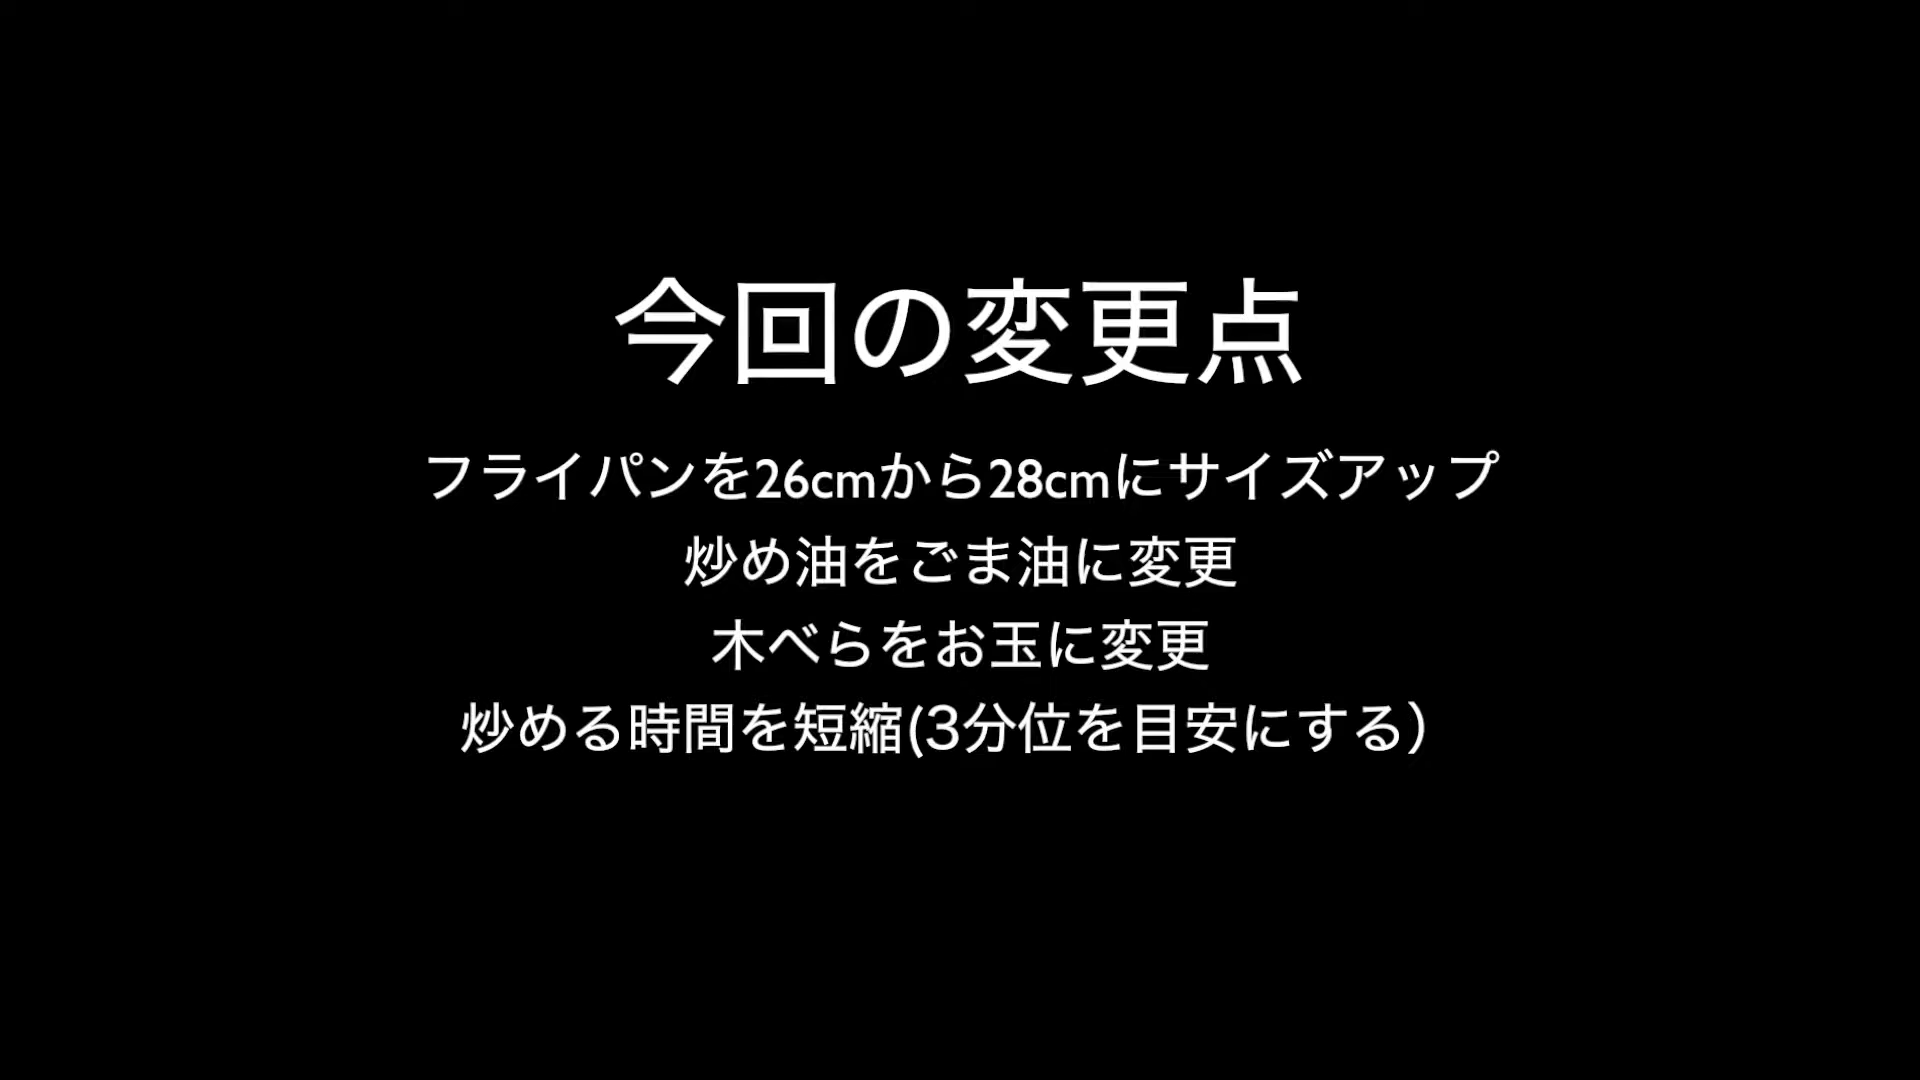 今回の変更点
フライパンを26cmから28cmにサイズアップ
炒め油をごま油に変更
木べらをお玉に変更
炒める時間を短縮(3分位を目安にする）